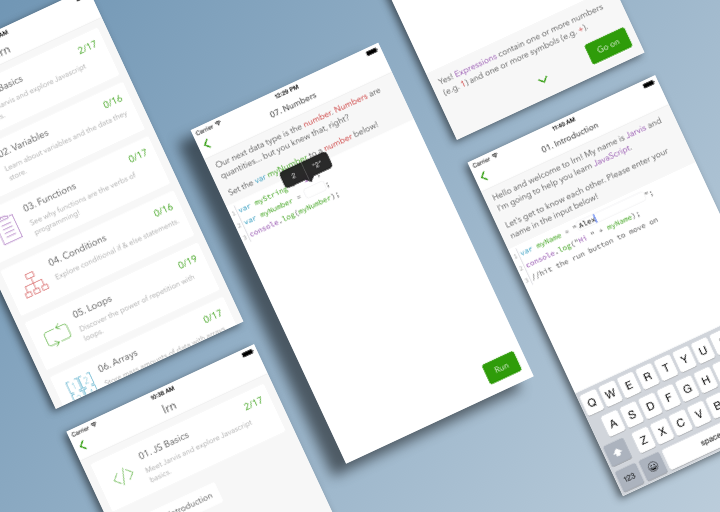 2/17
Basics
Jarvis and explore Javascript
0/16
02. Variables
Learn about variables and the data they
store.
0/17
03. Functions
See why functions are the verbs of
programming!
0/16
04. Conditions
Explore conditional if & else statements.
0/19
05. Loops
Discover the power of repetition with
loops.
0/17
06. Arrays
Carrier
10:38 AM
lrn
2/17
01. JS Basics
Meet Jarvis and explore Javascript
basics.
Introduction
Carrier
12:29 PM
07. Numbers
Our next data type is the number. Numbers are
quantities... but you knew that, right?
Set the var myNumber to a number below!
2 "2"
1 var myString
2 var myNumber = ;
3 console.log(myNumber);
Run
Yes! Expressions contain one or more numbers
(e.g. 1) and one or more symbols (e.g. +).
Go on
Carrier
11:40 AM
01. Introduction
Hello and welcome to lrn! My name is Jarvis and
I'm going to help you learn JavaScript.
Let's get to know each other. Please enter your
name in the input below!
1 var myName = "Alex";
2 console.log("Hi " + myName);
3 //hit the run button to move on
Q W E R T Y U
A S D F G H
Z X C V B
123 space